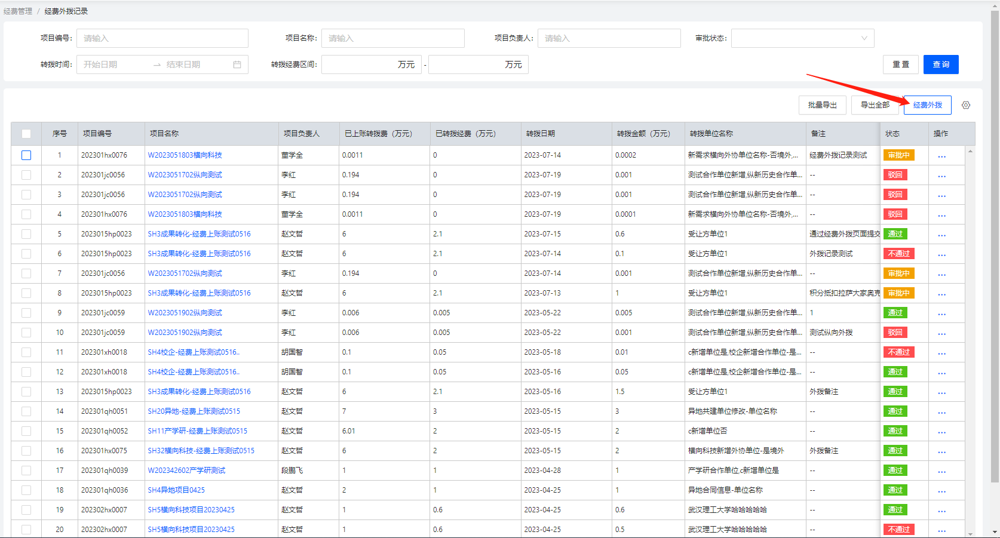 经费管理 / 经费外拨记录
项目编号: 请输入 项目名称: 请输入 项目负责人: 请输入 审批状态:
转拨时间: 开始日期 → 结束日期 转拨经费区间: 万元 - 万元 重 置 查 询
批量导出 导出全部 经费外拨
序号 项目编号 项目名称 项目负责人 已上账转拨费（万元） 已转拨经费（万元） 转拨日期 转拨金额（万元） 转拨单位名称 备注 状态 操作
1 202301hx0076 W2023051803横向科技 董学全 0.0011 0 2023-07-14 0.0002 新需求横向外协单位名称-否境外,... 经费外拨记录测试 审批中 ...
2 202301jc0056 W2023051702纵向测试 李红 0.194 0 2023-07-19 0.001 测试合作单位新增,纵新历史合作单... -- 驳回 ...
3 202301jc0056 W2023051702纵向测试 李红 0.194 0 2023-07-19 0.001 测试合作单位新增,纵新历史合作单... -- 驳回 ...
4 202301hx0076 W2023051803横向科技 董学全 0.0011 0 2023-07-19 0.0001 新需求横向外协单位名称-否境外,... -- 驳回 ...
5 2023015hp0023 SH3成果转化-经费上账测试0516 赵文哲 6 2.1 2023-07-15 0.6 受让方单位1 通过经费外拨页面提交 通过 ...
6 2023015hp0023 SH3成果转化-经费上账测试0516 赵文哲 6 2.1 2023-07-14 0.1 受让方单位1 外拨记录测试 不通过 ...
7 202301jc0056 W2023051702纵向测试 李红 0.194 0 2023-07-14 0.001 测试合作单位新增,纵新历史合作单... -- 审批中 ...
8 2023015hp0023 SH3成果转化-经费上账测试0516 赵文哲 6 2.1 2023-07-13 1 受让方单位1 积分抵扣拉萨大家奥克 审批中 ...
9 202301jc0059 W2023051902纵向测试 李红 0.006 0.005 2023-05-22 0.005 测试合作单位新增,纵新历史合作单... 1 通过 ...
10 202301jc0059 W2023051902纵向测试 李红 0.006 0.005 2023-05-22 0.001 测试合作单位新增,纵新历史合作单... 测试纵向外拨 驳回 ...
11 202301xh0018 SH4校企-经费上账测试0516.. 胡国智 0.1 0.05 2023-05-18 0.01 c新增单位是,校企新增合作单位-是... -- 不通过 ...
12 202301xh0018 SH4校企-经费上账测试0516.. 胡国智 0.1 0.05 2023-05-16 0.05 c新增单位是,校企新增合作单位-是... -- 通过 ...
13 2023015hp0023 SH3成果转化-经费上账测试0516 赵文哲 6 2.1 2023-05-16 1.5 受让方单位1 外拨备注 通过 ...
14 202301qh0051 SH20异地-经费上账测试0515 赵文哲 7 3 2023-05-15 3 异地共建单位修改-单位名称 -- 通过 ...
15 202301qh0052 SH11产学研-经费上账测试0515 赵文哲 6.01 2 2023-05-15 2 c新增单位否 -- 通过 ...
16 202301hx0075 SH32横向科技-经费上账测试0515 赵文哲 6 2 2023-05-15 2 横向科技新增外协单位-是境外 外拨备注 通过 ...
17 202301qh0039 W202342602产学研测试 段鹏飞 1 1 2023-04-28 1 产学研合作单位,c新增单位是 -- 通过 ...
18 202301qh0036 SH4异地项目0425 赵文哲 2 1 2023-04-25 1 异地合同信息-单位名称 -- 通过 ...
19 202302hx0007 SH5横向科技项目20230425 赵文哲 1 0.6 2023-04-25 0.6 武汉理工大学哈哈哈哈哈 -- 通过 ...
20 202302hx0007 SH5横向科技项目20230425 赵文哲 1 0.6 2023-04-25 0.5 武汉理工大学哈哈哈哈哈 -- 不通过 ...